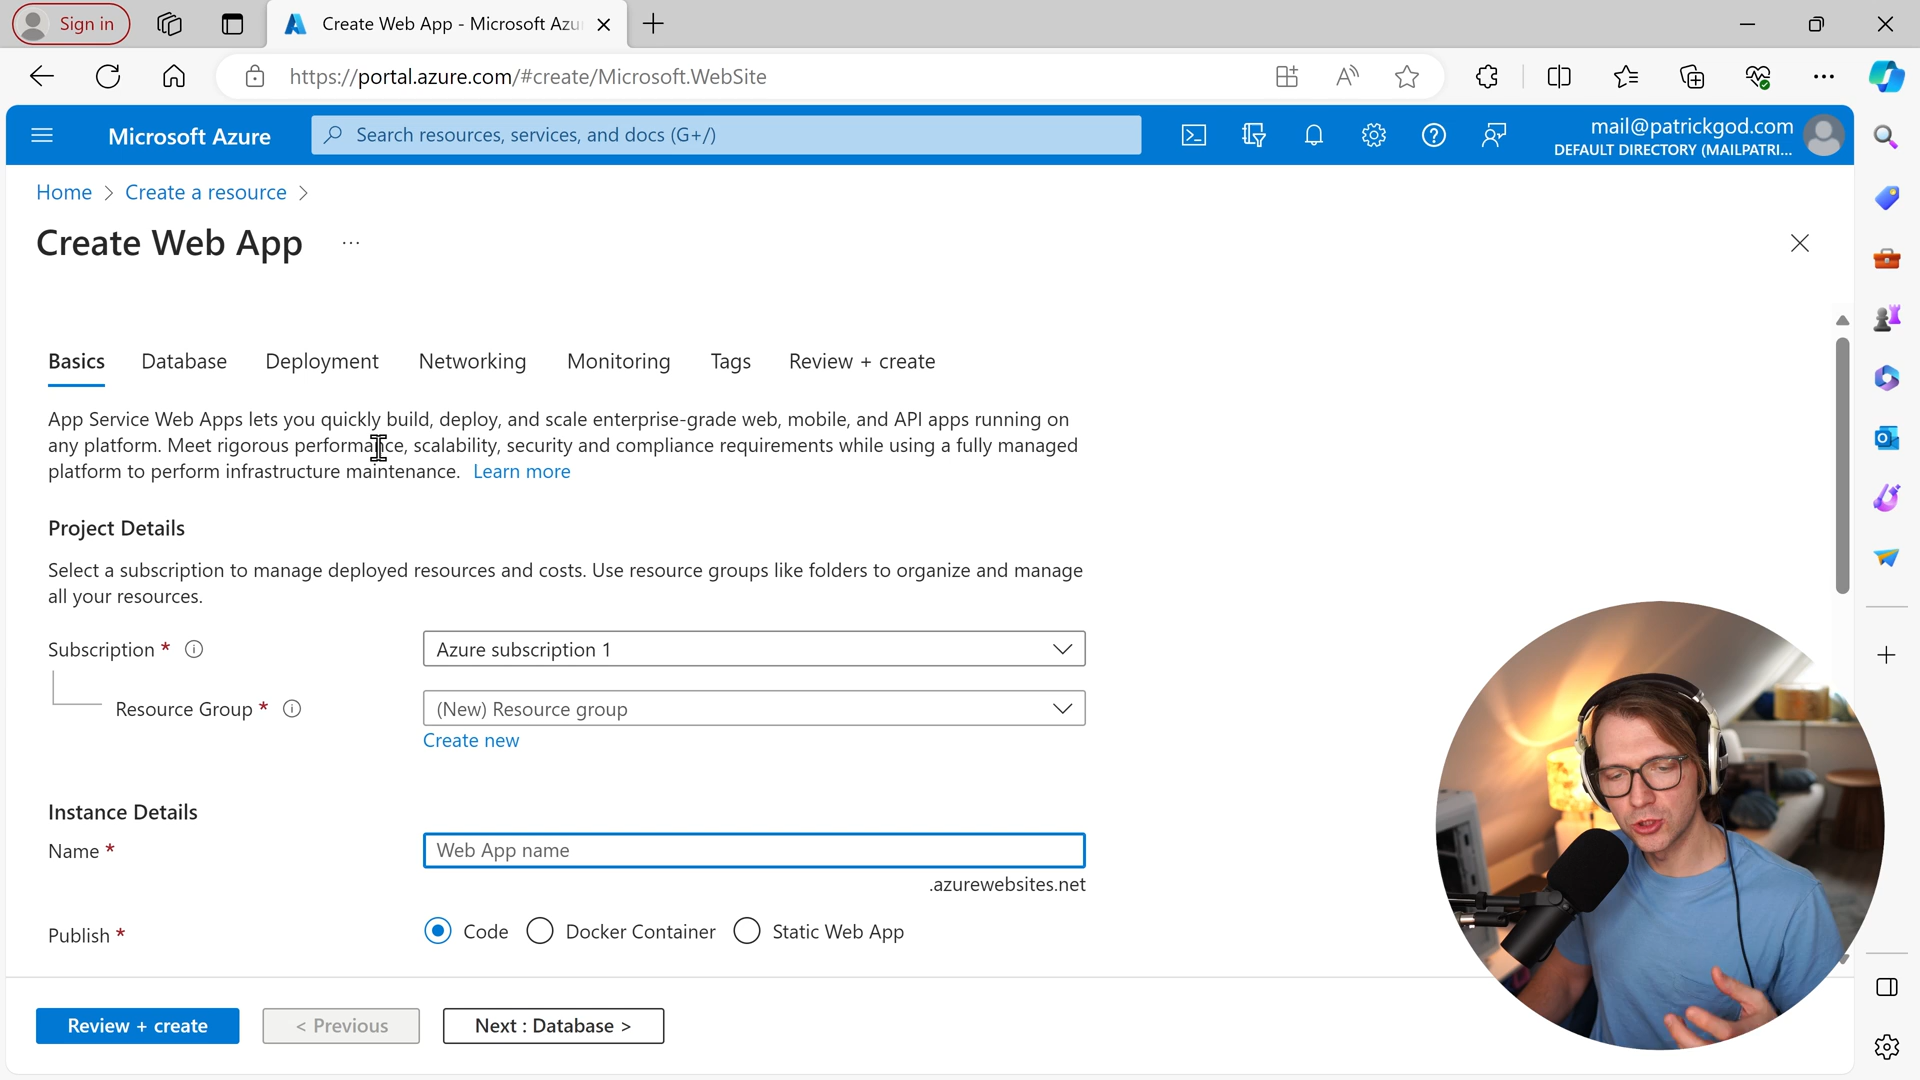 Sign in
Create Web App - Microsoft Azu
https://portal.azure.com/#create/Microsoft.WebSite
Microsoft Azure
Search resources, services, and docs (G+/)
mail@patrickgod.com
DEFAULT DIRECTORY (MAILPATRI...
Home > Create a resource >
Create Web App ...
Basics Database Deployment Networking Monitoring Tags Review + create
App Service Web Apps lets you quickly build, deploy, and scale enterprise-grade web, mobile, and API apps running on
any platform. Meet rigorous performance, scalability, security and compliance requirements while using a fully managed
platform to perform infrastructure maintenance. Learn more
Project Details
Select a subscription to manage deployed resources and costs. Use resource groups like folders to organize and manage
all your resources.
Subscription *
Azure subscription 1
Resource Group *
(New) Resource group
Create new
Instance Details
Name *
Web App name
.azurewebsites.net
Publish *
Code Docker Container Static Web App
Review + create
< Previous
Next : Database >